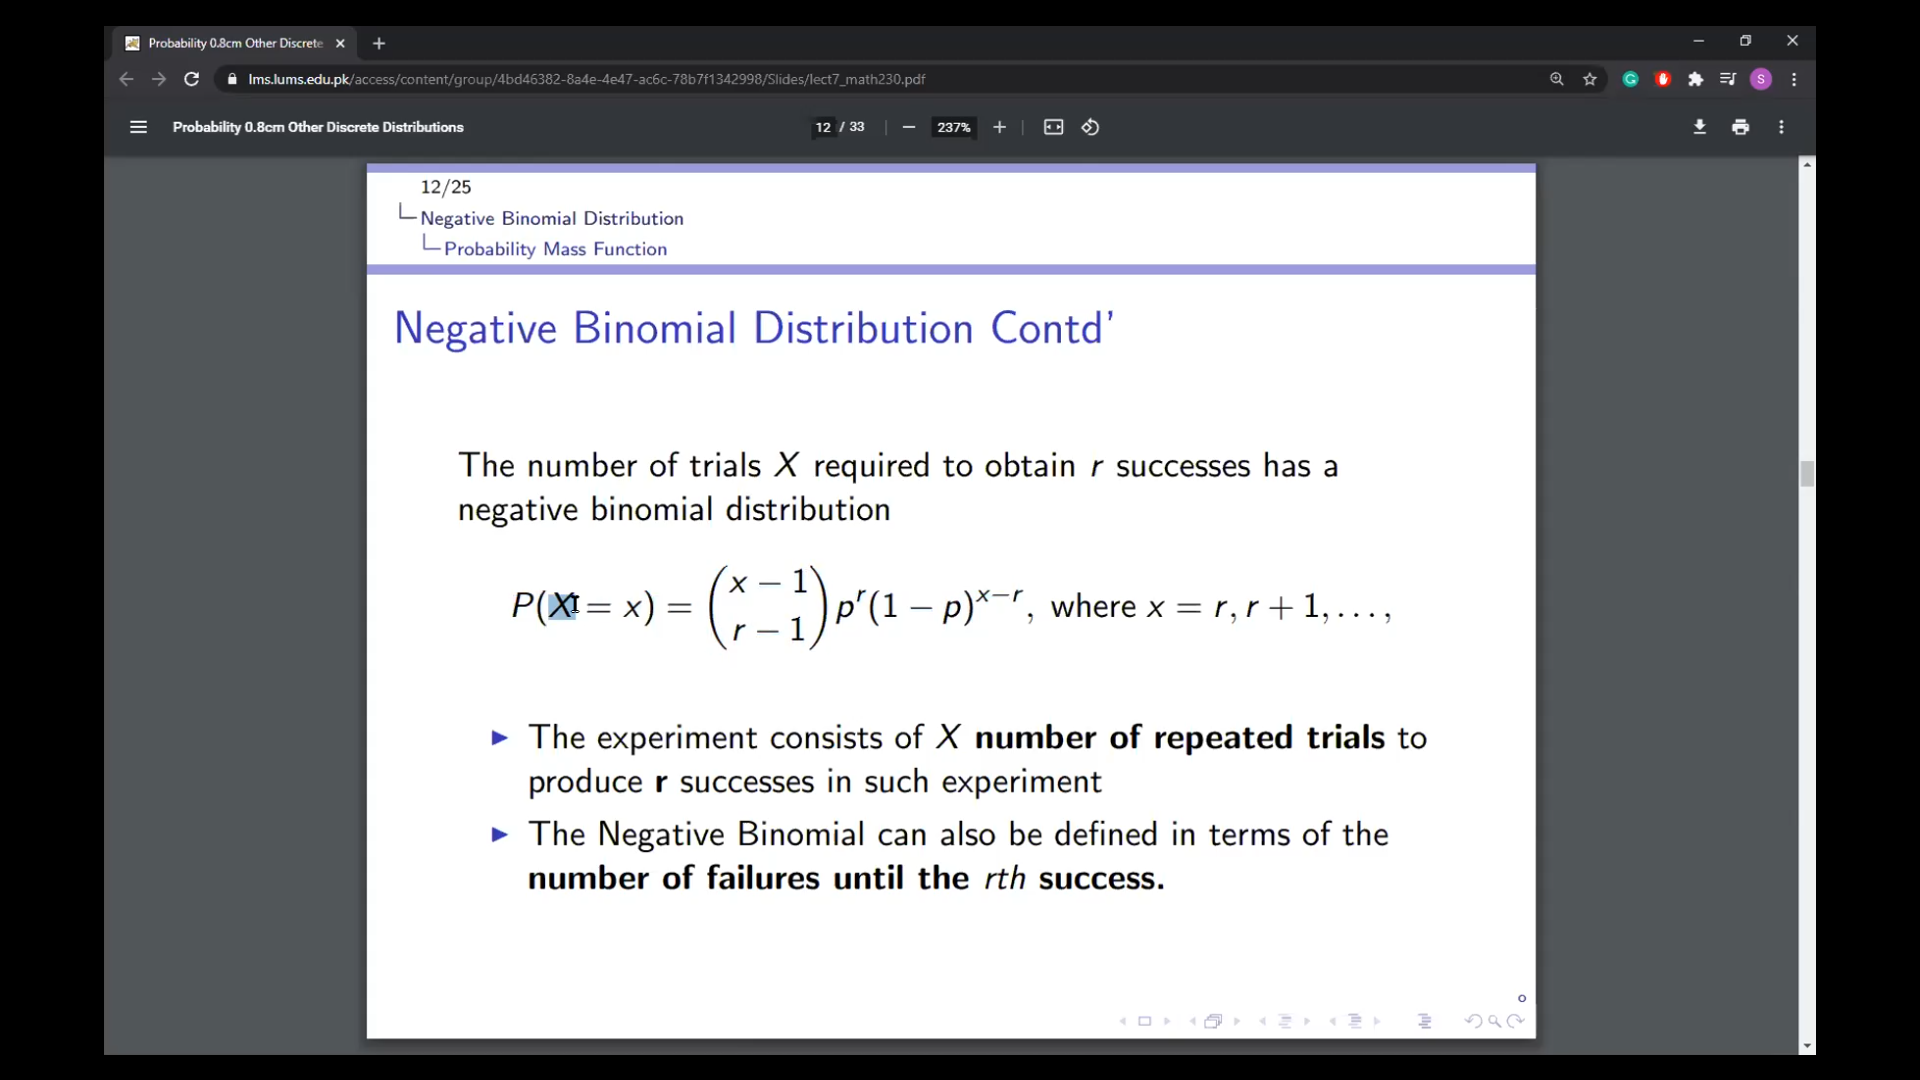 Probability 0.8cm Other Discrete
lms.lums.edu.pk/access/content/group/4bd46382-8a4e-4e47-ac6c-78b7f1342998/Slides/lect7_math230.pdf
S
Probability 0.8cm Other Discrete Distributions
12 / 33
237%
12/25
Negative Binomial Distribution
Probability Mass Function
Negative Binomial Distribution Contd'
The number of trials X required to obtain r successes has a
negative binomial distribution
P(X = x) = \binom{x − 1}{r − 1} p^r (1 − p)^{x−r}, where x = r, r + 1, . . . ,
▶ The experiment consists of X number of repeated trials to
produce r successes in such experiment
▶ The Negative Binomial can also be defined in terms of the
number of failures until the rth success.